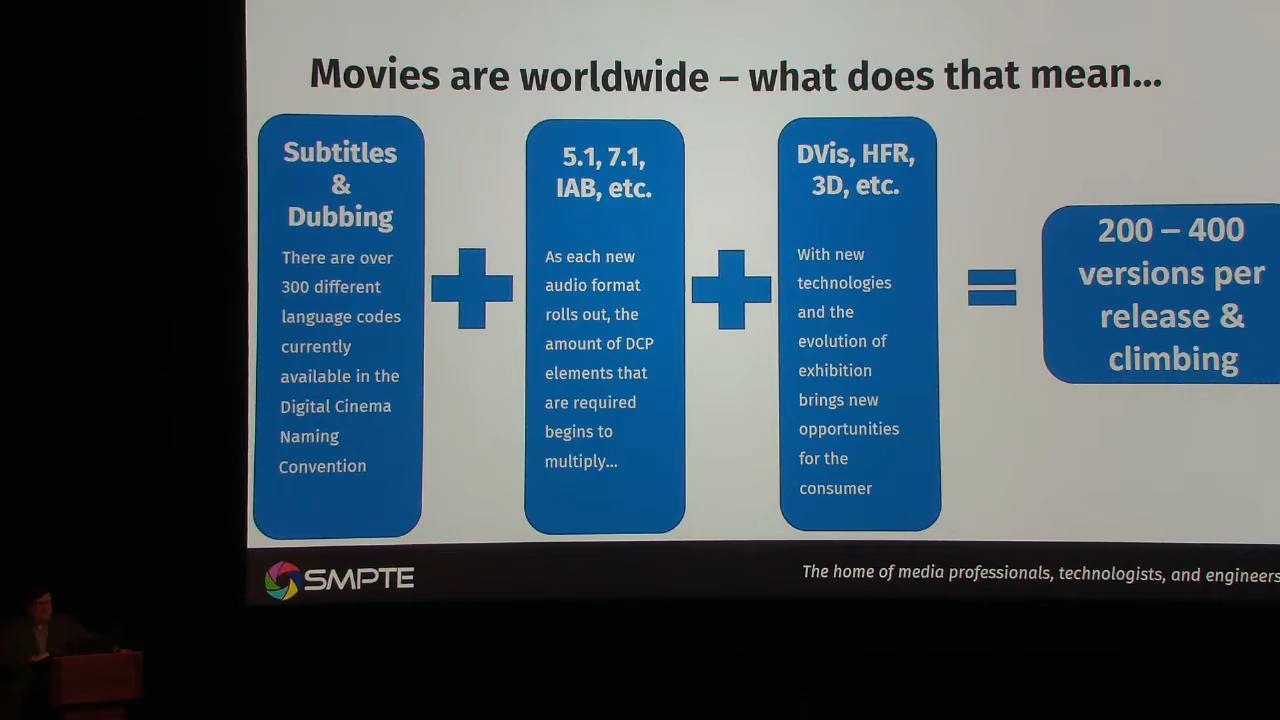 Movies are worldwide – what does that mean...
Subtitles
&
Dubbing
There are over
300 different
language codes
currently
available in the
Digital Cinema
Naming
Convention
5.1, 7.1,
IAB, etc.
As each new
audio format
rolls out, the
amount of DCP
elements that
are required
begins to
multiply...
DVis, HFR,
3D, etc.
With new
technologies
and the
evolution of
exhibition
brings new
opportunities
for the
consumer
200 – 400
versions per
release &
climbing
SMPTE
The home of media professionals, technologists, and engineers